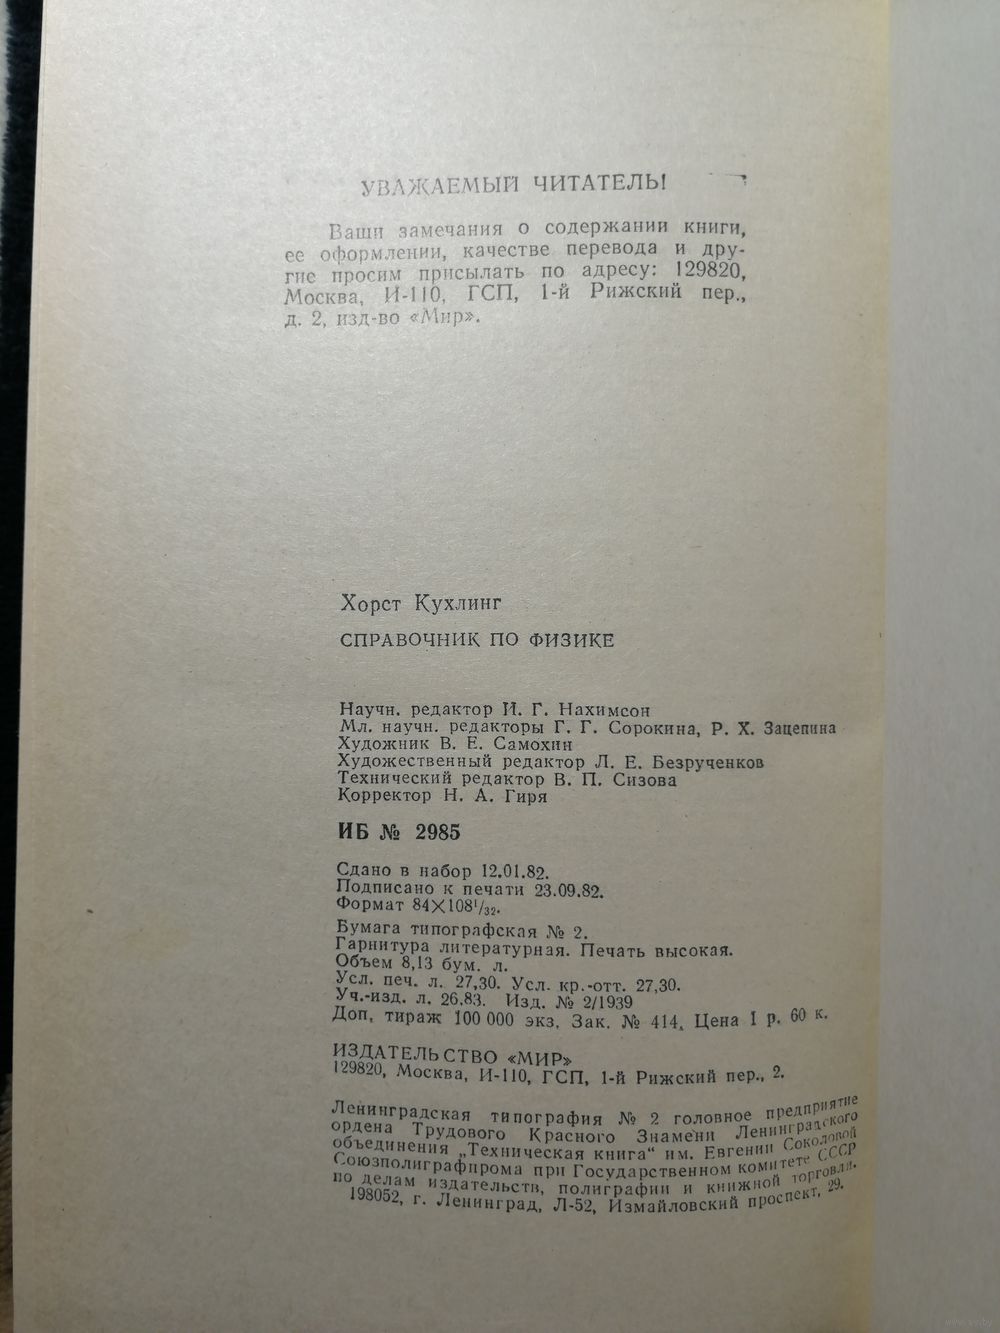 УВАЖАЕМЫЙ ЧИТАТЕЛЬ!
Ваши замечания о содержании книги,
ее оформлении, качестве перевода и дру-
гие просим присылать по адресу: 129820,
Москва, И-110, ГСП, 1-й Рижский пер.,
д. 2, изд-во «Мир».
Хорст Кухлинг
СПРАВОЧНИК ПО ФИЗИКЕ
Научн. редактор И. Г. Нахимсон
Мл. научн. редакторы Г. Г. Сорокина, Р. Х. Зацепина
Художник В. Е. Самохин
Художественный редактор Л. Е. Безрученков
Технический редактор В. П. Сизова
Корректор Н. А. Гиря
ИБ № 2985
Сдано в набор 12.01.82.
Подписано к печати 23.09.82.
Формат 84×108¹/₃₂.
Бумага типографская № 2.
Гарнитура литературная. Печать высокая.
Объем 8,13 бум. л.
Усл. печ. л. 27,30. Усл. кр.-отт. 27,30.
Уч.-изд. л. 26,83. Изд. № 2/1939
Доп. тираж 100 000 экз. Зак. № 414. Цена 1 р. 60 к.
ИЗДАТЕЛЬСТВО «МИР»
129820, Москва, И-110, ГСП, 1-й Рижский пер., 2.
Ленинградская типография № 2 головное предприятие
ордена Трудового Красного Знамени Ленинградского
объединения „Техническая книга“ им. Евгении Соколовой
Союзполиграфпрома при Государственном комитете СССР
по делам издательств, полиграфии и книжной торговли.
198052, г. Ленинград, Л-52, Измайловский проспект, 29.